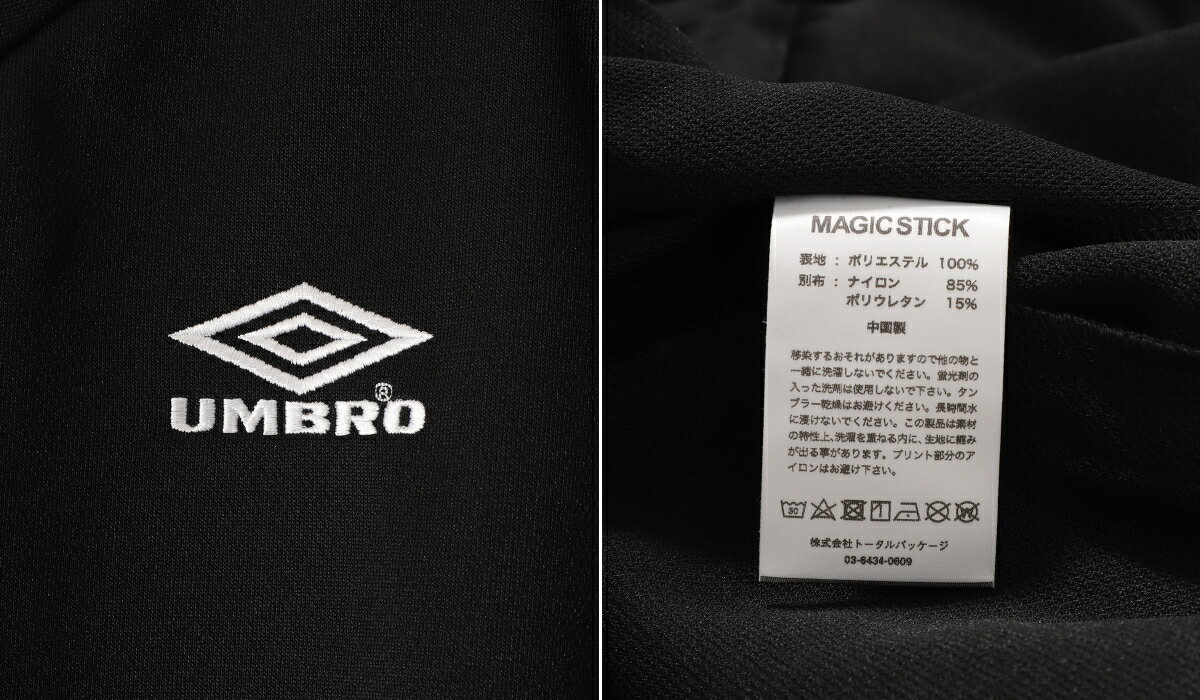 UMBRO
®
MAGIC STICK
表地 : ポリエステル 100%
別布 : ナイロン 85%
ポリウレタン 15%
中国製
移染するおそれがありますので他の物と
一緒に洗濯しないでください。蛍光剤の
入った洗剤は使用しないで下さい。タン
ブラー乾燥はお避けください。長時間水
に浸けないでください。この製品は素材
の特性上、洗濯を重ねる内に、生地に縮み
が出る事があります。プリント部分のア
イロンはお避け下さい。
30
W
株式会社トータルパッケージ
03-6434-0609